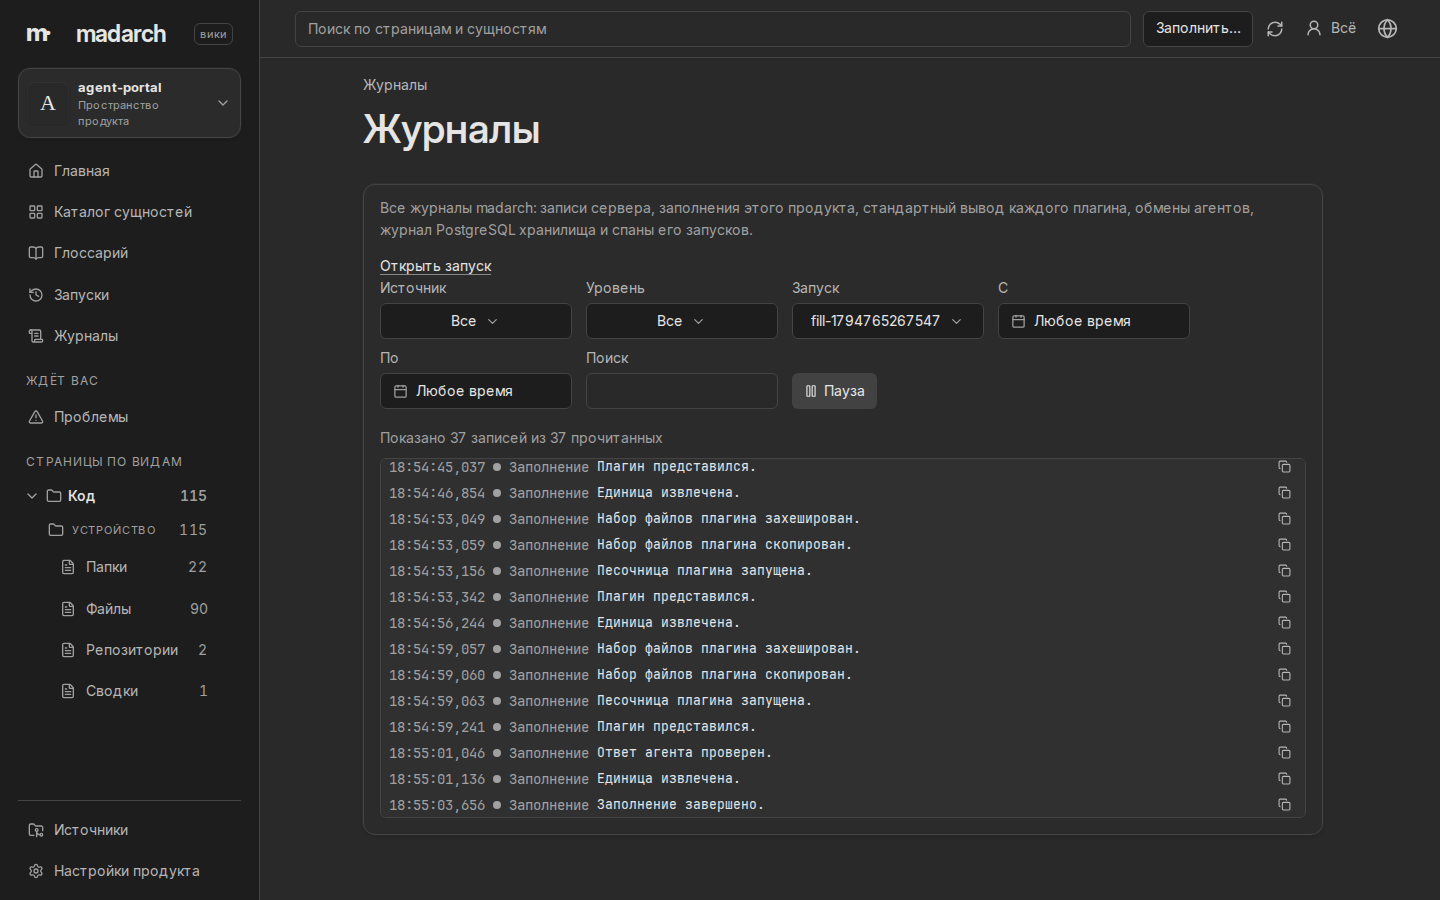 madarch
вики
A
agent-portal
Пространство
продукта
Главная
Каталог сущностей
Глоссарий
Запуски
Журналы
ЖДЁТ ВАС
Проблемы
СТРАНИЦЫ ПО ВИДАМ
Код 115
УСТРОЙСТВО 115
Папки 22
Файлы 90
Репозитории 2
Сводки 1
Источники
Настройки продукта
Поиск по страницам и сущностям
Заполнить...
Всё
Журналы
Журналы
Все журналы madarch: записи сервера, заполнения этого продукта, стандартный вывод каждого плагина, обмены агентов,
журнал PostgreSQL хранилища и спаны его запусков.
Открыть запуск
Источник Уровень Запуск С
Все Все fill-1794765267547 Любое время
По Поиск
Любое время Пауза
Показано 37 записей из 37 прочитанных
18:54:45,037 Заполнение Плагин представился.
18:54:46,854 Заполнение Единица извлечена.
18:54:53,049 Заполнение Набор файлов плагина захеширован.
18:54:53,059 Заполнение Набор файлов плагина скопирован.
18:54:53,156 Заполнение Песочница плагина запущена.
18:54:53,342 Заполнение Плагин представился.
18:54:56,244 Заполнение Единица извлечена.
18:54:59,057 Заполнение Набор файлов плагина захеширован.
18:54:59,060 Заполнение Набор файлов плагина скопирован.
18:54:59,063 Заполнение Песочница плагина запущена.
18:54:59,241 Заполнение Плагин представился.
18:55:01,046 Заполнение Ответ агента проверен.
18:55:01,136 Заполнение Единица извлечена.
18:55:03,656 Заполнение Заполнение завершено.